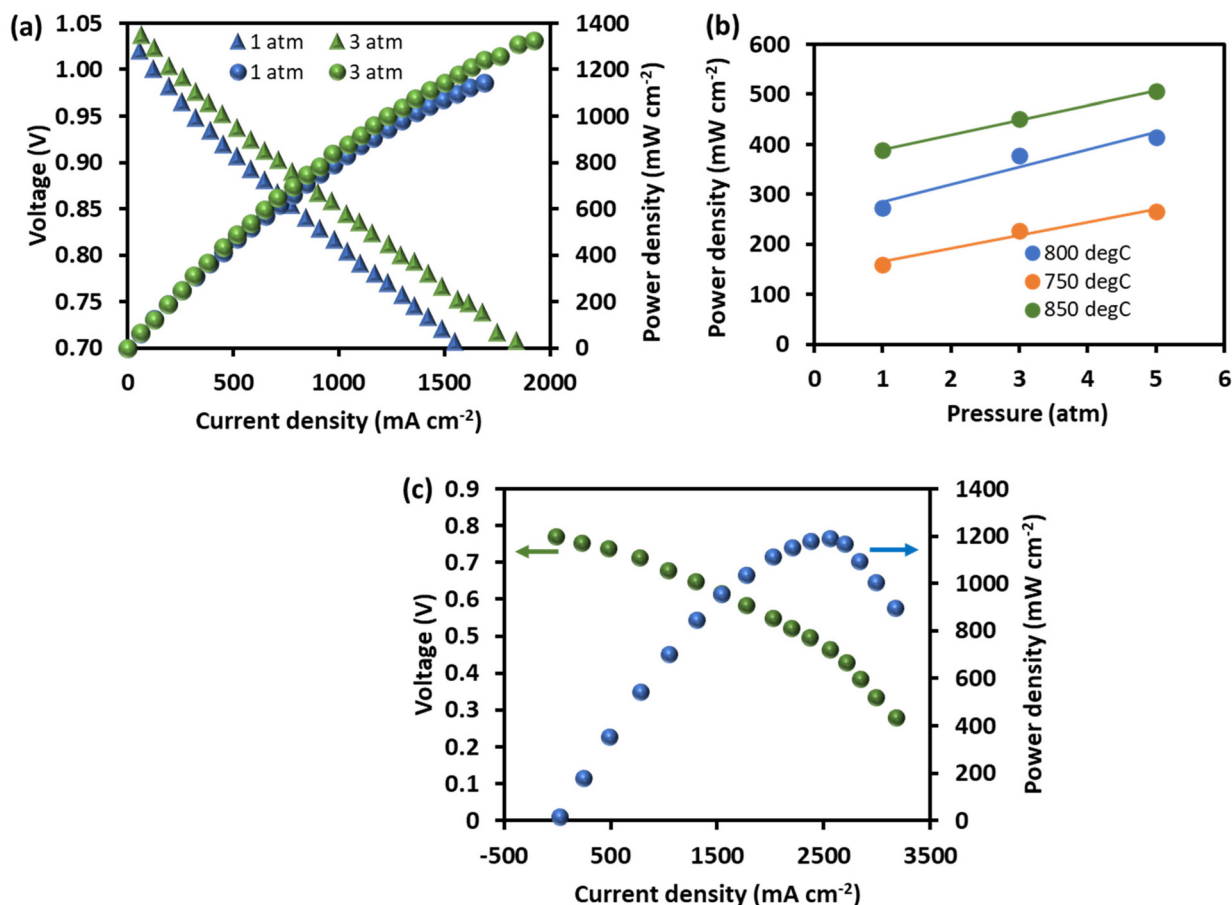 (a)
1.05
1.00
0.95
0.90
0.85
0.80
0.75
0.70
Voltage (V)
1 atm 3 atm
1 atm 3 atm
1400
1200
1000
800
600
400
200
0
Power density (mW cm-2)
0 500 1000 1500 2000
Current density (mA cm-2)
(b)
600
500
400
300
200
100
0
Power density (mW cm-2)
800 degC
750 degC
850 degC
0 1 2 3 4 5 6
Pressure (atm)
(c)
0.9
0.8
0.7
0.6
0.5
0.4
0.3
0.2
0.1
0
Voltage (V)
1400
1200
1000
800
600
400
200
0
Power density (mW cm-2)
-500 500 1500 2500 3500
Current density (mA cm-2)